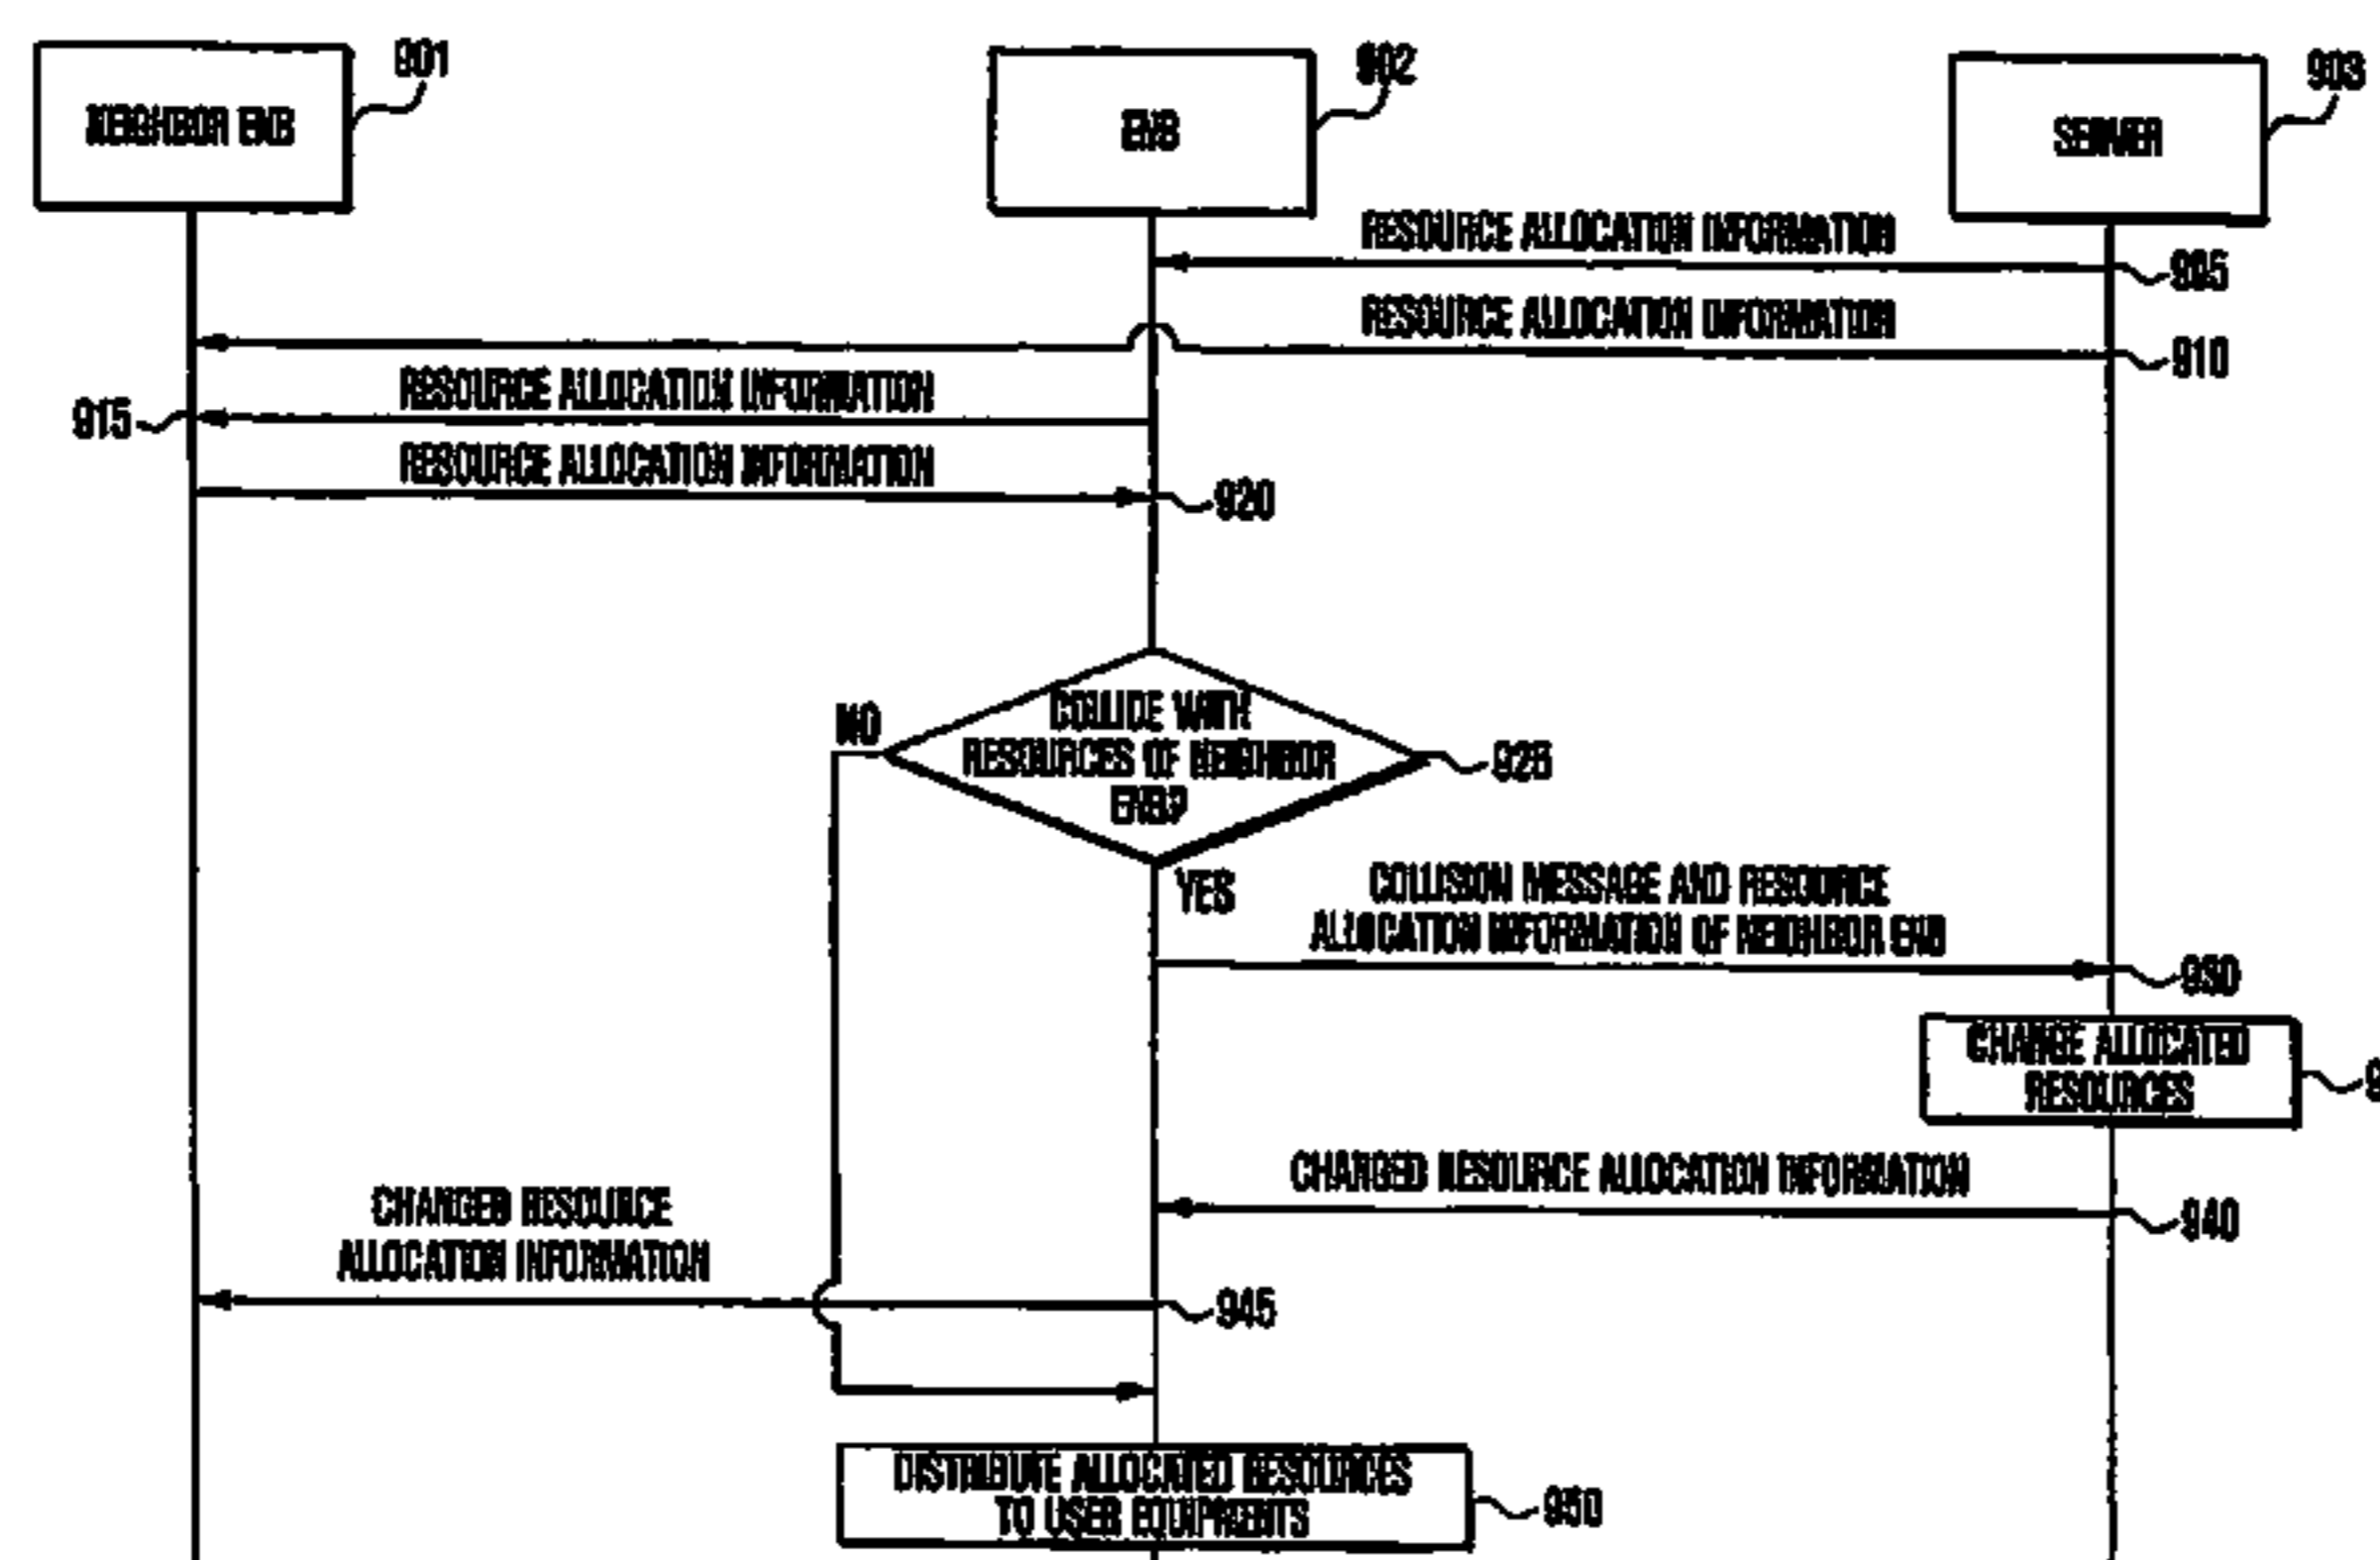 NEIGHBOR ENB
901
ENB
902
SERVER
903
RESOURCE ALLOCATION INFORMATION
905
RESOURCE ALLOCATION INFORMATION
910
RESOURCE ALLOCATION INFORMATION
915
RESOURCE ALLOCATION INFORMATION
920
NO
COLLIDE WITH
RESOURCES OF NEIGHBOR
ENB?
925
YES
COLLISION MESSAGE AND RESOURCE
ALLOCATION INFORMATION OF NEIGHBOR ENB
930
CHANGE ALLOCATED
RESOURCES
CHANGED RESOURCE ALLOCATION INFORMATION
940
CHANGED RESOURCE
ALLOCATION INFORMATION
945
DISTRIBUTE ALLOCATED RESOURCES
TO USER EQUIPMENTS
950